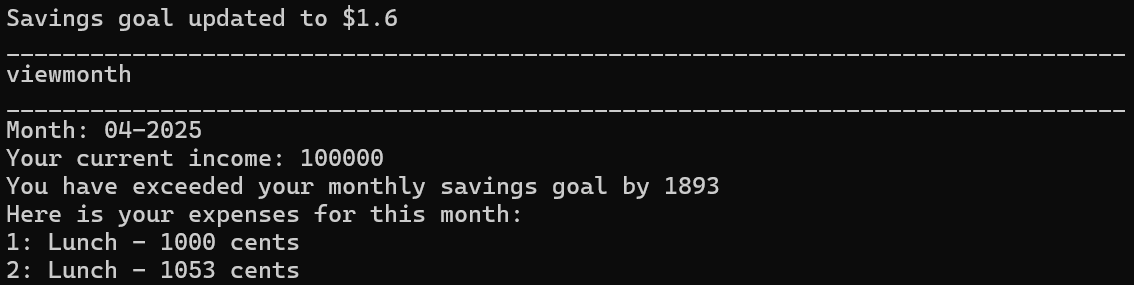 Savings goal updated to $1.6
________________________________________________________________________________
viewmonth
________________________________________________________________________________
Month: 04-2025
Your current income: 100000
You have exceeded your monthly savings goal by 1893
Here is your expenses for this month:
1: Lunch - 1000 cents
2: Lunch - 1053 cents